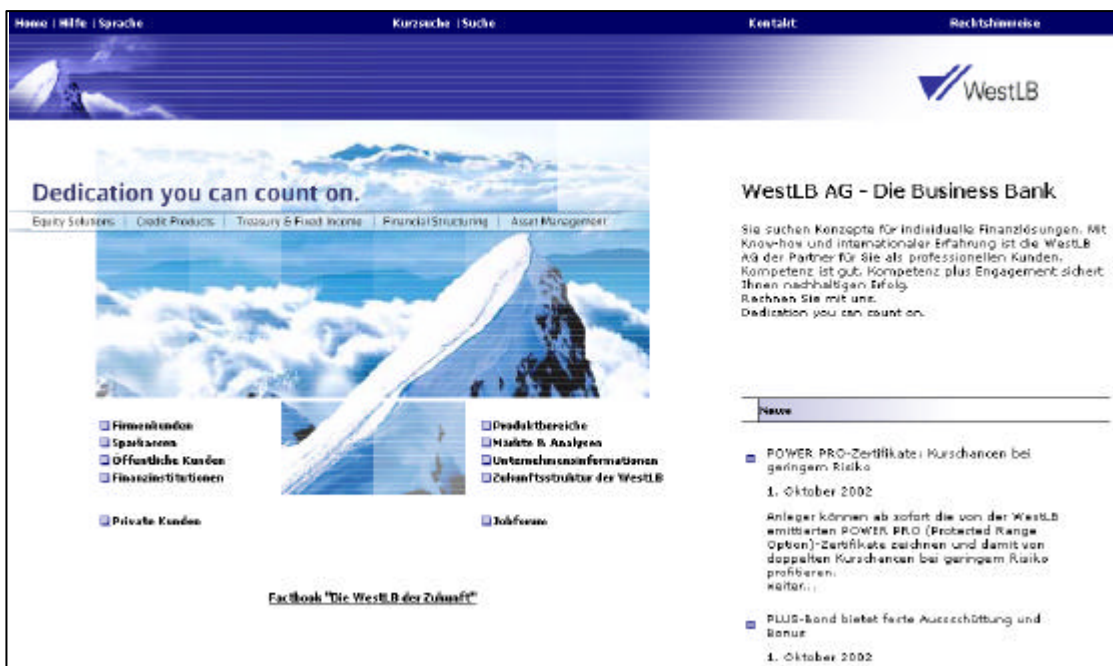 Home | Hilfe | Sprache
Kurzsuche | Suche
Kontakt
Rechtshinweise
WestLB
Dedication you can count on.
Equity Solutions | Credit Products | Treasury & Fixed Income | Financial Structuring | Asset Management
Firmenkunden
Sparkassen
Öffentliche Kunden
Finanzinstitutionen
Private Kunden
Produktbereiche
Märkte & Analysen
Unternehmensinformationen
Zukunftsstruktur der WestLB
Jobforum
Factbook "Die WestLB der Zukunft"
WestLB AG - Die Business Bank
Sie suchen Konzepte für individuelle Finanzlösungen. Mit
Know-how und internationaler Erfahrung ist die WestLB
AG der Partner für Sie als professionellen Kunden.
Kompetenz ist gut. Kompetenz plus Engagement sichert
Ihnen nachhaltigen Erfolg.
Rechnen Sie mit uns.
Dedication you can count on.
News
POWER PRO-Zertifikate: Kurschancen bei
geringem Risiko
1. Oktober 2002
Anleger können ab sofort die von der WestLB
emittierten POWER PRO (Protected Range
Option)-Zertifikate zeichnen und damit von
doppelten Kurschancen bei geringem Risiko
profitieren.
weiter...
PLUS-Bond bietet feste Ausschüttung und
Bonus
1. Oktober 2002